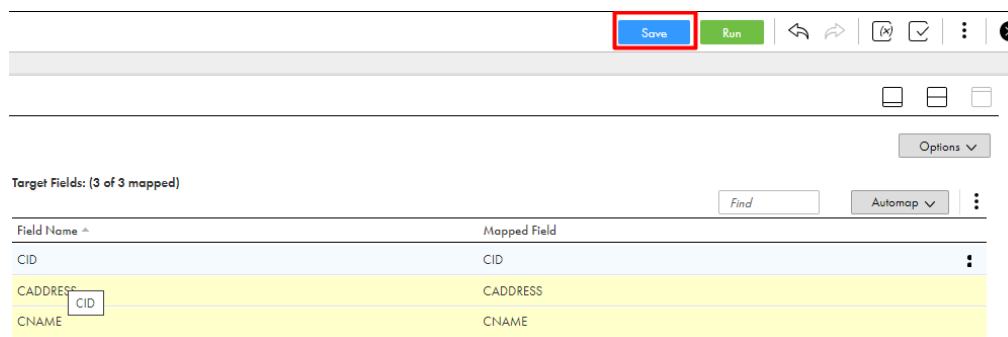 Save Run
Options
Target Fields: (3 of 3 mapped)
Find Automap
Field Name Mapped Field
CID CID
CADDRESS CADDRESS
CID
CNAME CNAME